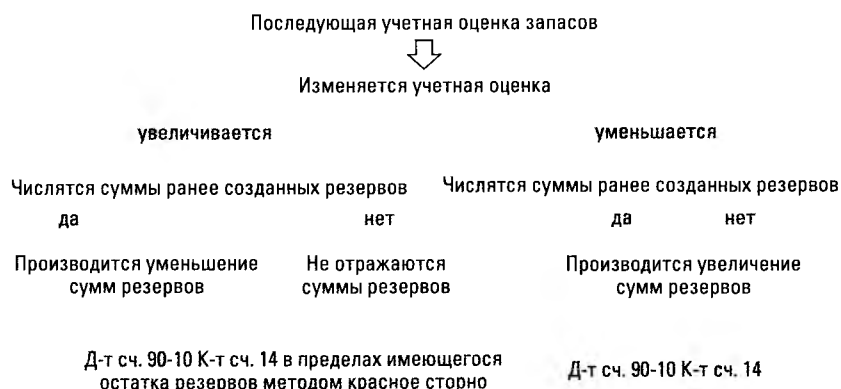 Последующая учетная оценка запасов
Изменяется учетная оценка
увеличивается уменьшается
Числятся суммы ранее созданных резервов Числятся суммы ранее созданных резервов
да нет да нет
Производится уменьшение Не отражаются Производится увеличение
сумм резервов суммы резервов сумм резервов
Д-т сч. 90-10 К-т сч. 14 в пределах имеющегося Д-т сч. 90-10 К-т сч. 14
остатка резервов методом красное сторно